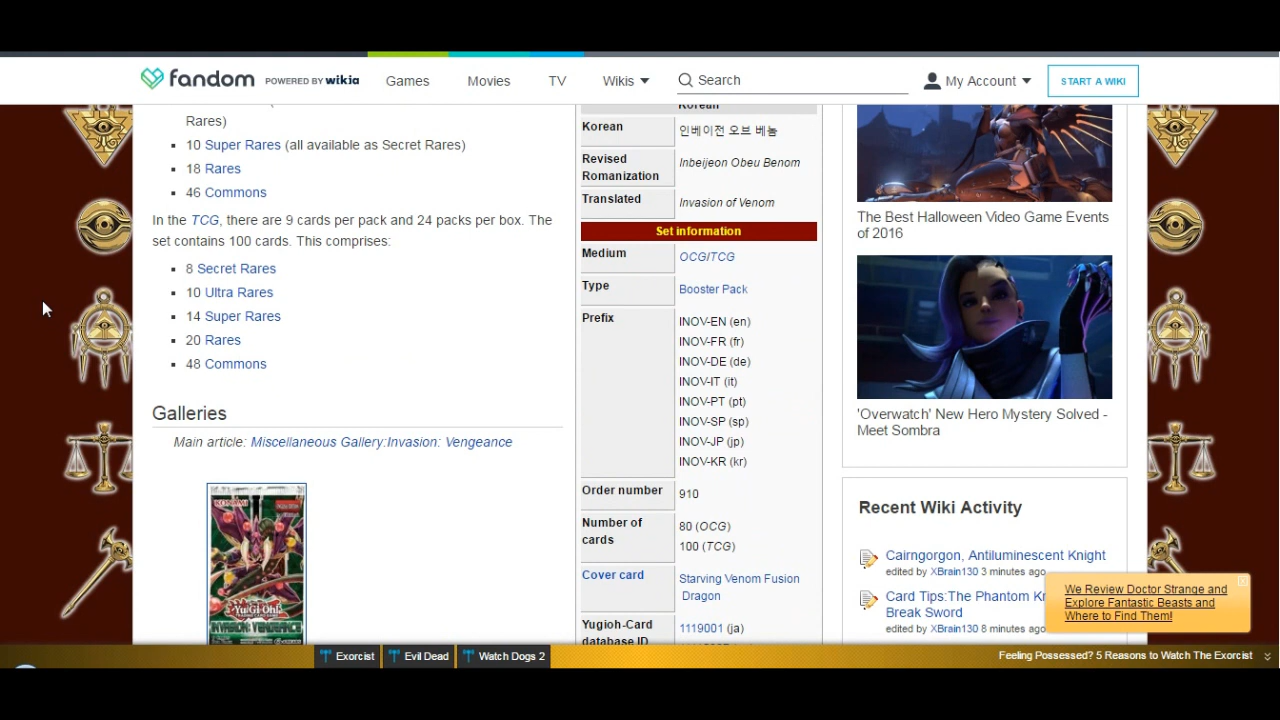 fandom POWERED BY wikia Games Movies TV Wikis Search My Account START A WIKI
Rares)
10 Super Rares (all available as Secret Rares)
18 Rares
46 Commons
In the TCG, there are 9 cards per pack and 24 packs per box. The
set contains 100 cards. This comprises:
8 Secret Rares
10 Ultra Rares
14 Super Rares
20 Rares
48 Commons
Galleries
Main article: Miscellaneous Gallery:Invasion: Vengeance
KONAMI
Yu-Gi-Oh!
INVASION: VENGEANCE
Korean
Korean 인베이전 오브 베놈
Revised
Romanization
Inbeijeon Obeu Benom
Translated Invasion of Venom
Set information
Medium OCG/TCG
Type Booster Pack
Prefix INOV-EN (en)
INOV-FR (fr)
INOV-DE (de)
INOV-IT (it)
INOV-PT (pt)
INOV-SP (sp)
INOV-JP (jp)
INOV-KR (kr)
Order number 910
Number of
cards
80 (OCG)
100 (TCG)
Cover card Starving Venom Fusion
Dragon
Yugioh-Card
database ID
1119001 (ja)
The Best Halloween Video Game Events
of 2016
'Overwatch' New Hero Mystery Solved -
Meet Sombra
Recent Wiki Activity
Cairngorgon, Antiluminescent Knight
edited by XBrain130 3 minutes ago
Card Tips:The Phantom Kn
Break Sword
edited by XBrain130 8 minutes ago
We Review Doctor Strange and
Explore Fantastic Beasts and
Where to Find Them!
Exorcist Evil Dead Watch Dogs 2 Feeling Possessed? 5 Reasons to Watch The Exorcist